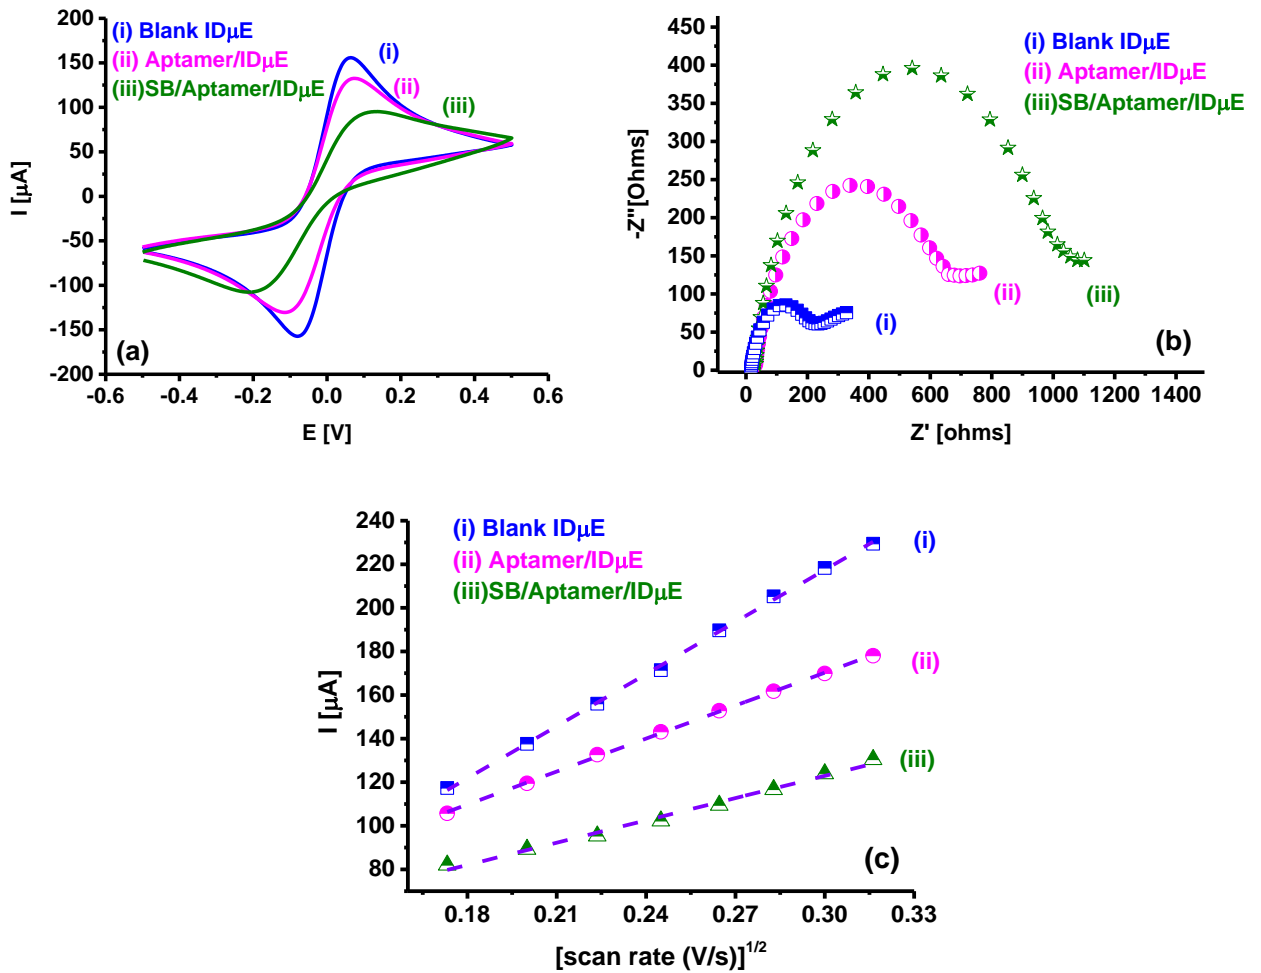 (i) Blank IDμE
(ii) Aptamer/IDμE
(iii)SB/Aptamer/IDμE
(i)
(ii)
(iii)
200
150
100
50
0
-50
-100
-150
-200
I [μA]
(a)
-0.6 -0.4 -0.2 0.0 0.2 0.4 0.6
E [V]
(i) Blank IDμE
(ii) Aptamer/IDμE
(iii)SB/Aptamer/IDμE
450
400
350
300
250
200
150
100
50
0
-Z"[Ohms]
(i)
(ii)
(iii)
(b)
0 200 400 600 800 1000 1200 1400
Z' [ohms]
(i) Blank IDμE
(ii) Aptamer/IDμE
(iii)SB/Aptamer/IDμE
240
220
200
180
160
140
120
100
80
I [μA]
(i)
(ii)
(iii)
(c)
0.18 0.21 0.24 0.27 0.30 0.33
[scan rate (V/s)]^1/2